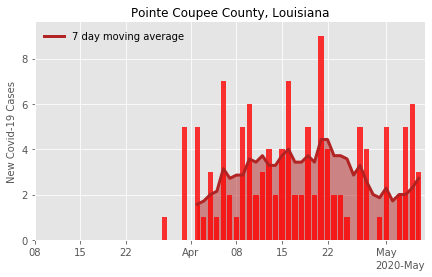 Pointe Coupee County, Louisiana
7 day moving average
New Covid-19 Cases
8
6
4
2
0
08 15 22 Apr 08 15 22 May
2020-May